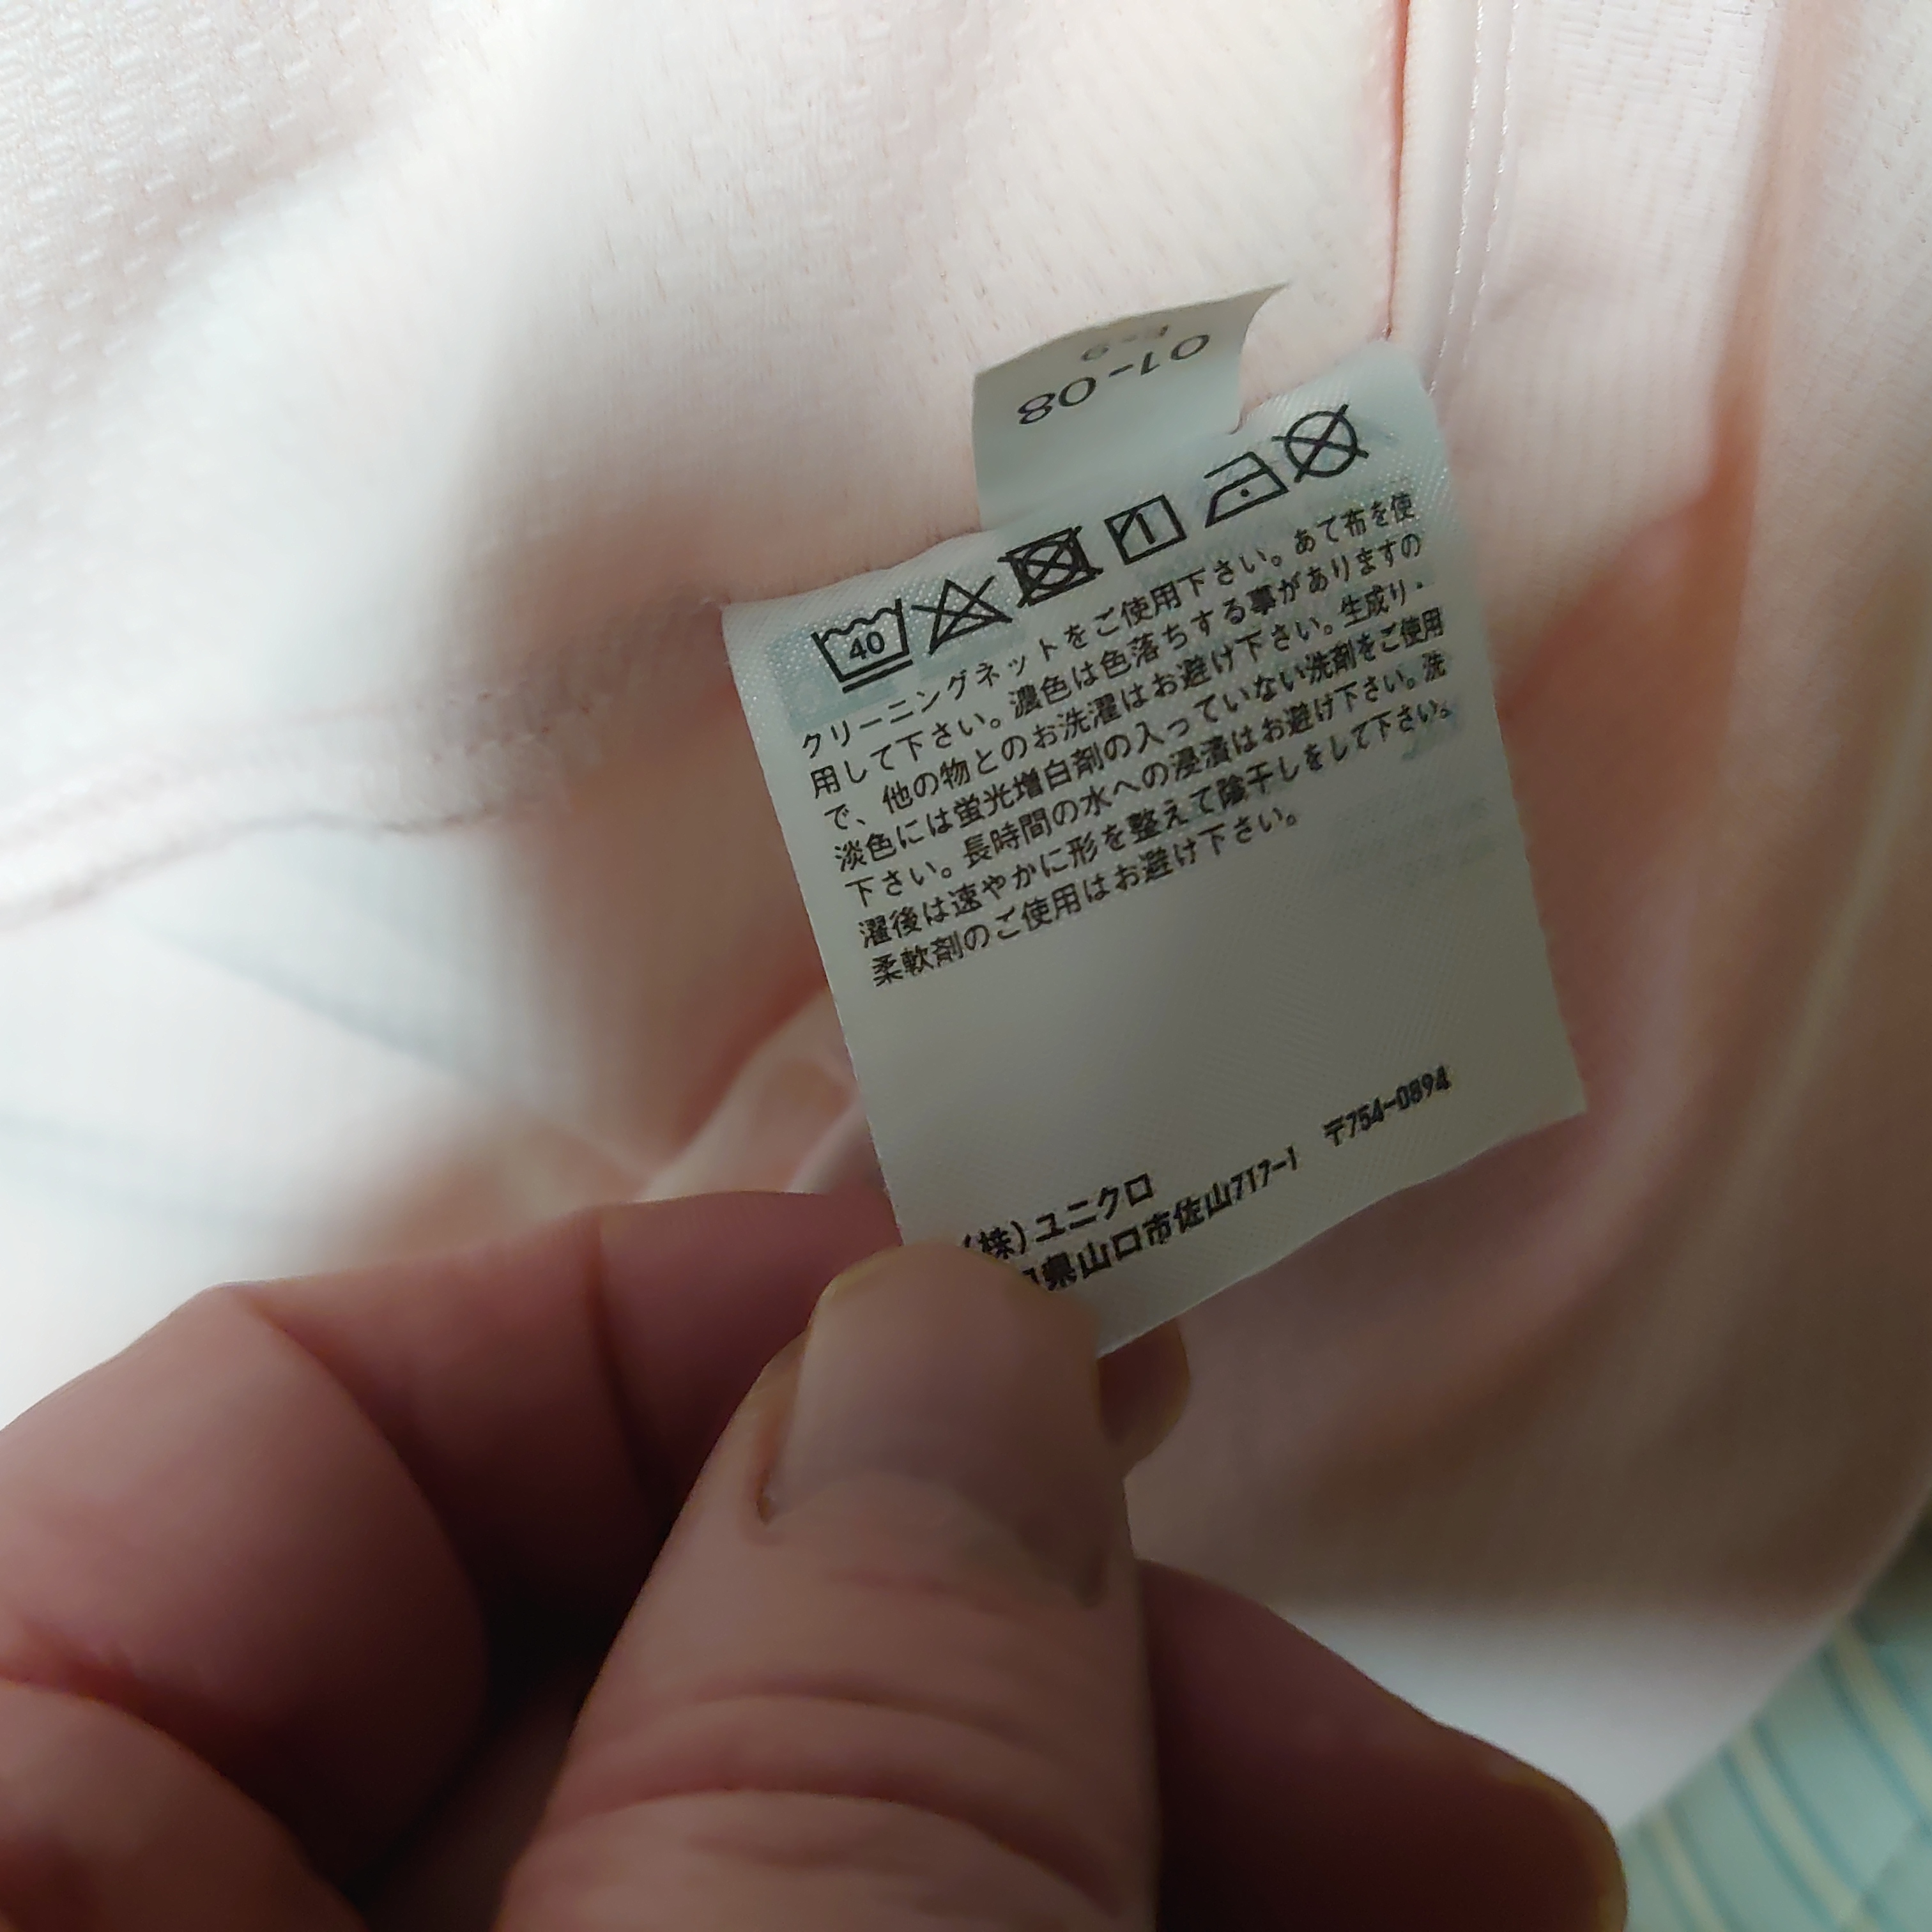 01-08
40
クリーニングネットをご使用下さい。あて布を使
用して下さい。濃色は色落ちする事がありますの
で、他の物とのお洗濯はお避け下さい。生成り・
淡色には蛍光増白剤の入っていない洗剤をご使用
下さい。長時間の水への浸漬はお避け下さい。洗
濯後は速やかに形を整えて陰干しをして下さい。
柔軟剤のご使用はお避け下さい。
(株)ユニクロ
県山口市佐山717-1 〒754-0894